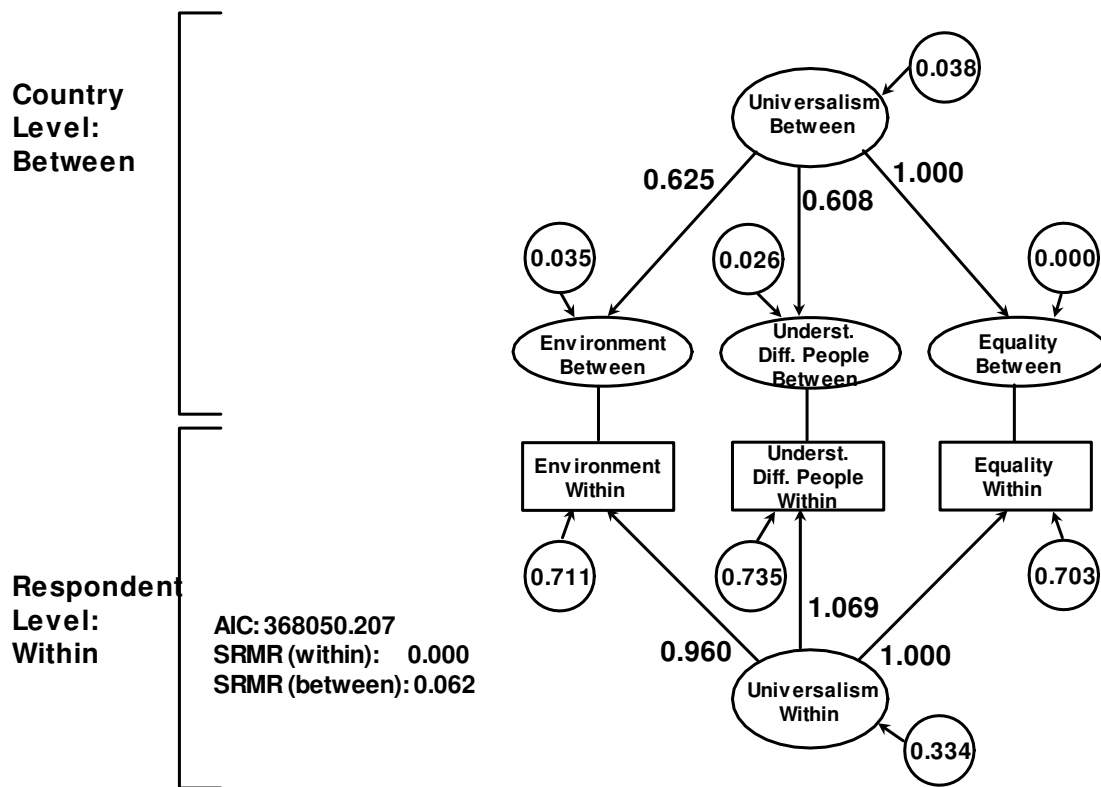 Country
Level:
Between
0.038
Universalism
Between
0.625
0.608
1.000
0.035
0.026
0.000
Environment
Between
Underst.
Diff. People
Between
Equality
Between
Environment
Within
Underst.
Diff. People
Within
Equality
Within
0.711
0.735
0.703
Respondent
Level:
Within
AIC: 368050.207
SRMR (within): 0.000
SRMR (between): 0.062
0.960
1.069
1.000
Universalism
Within
0.334